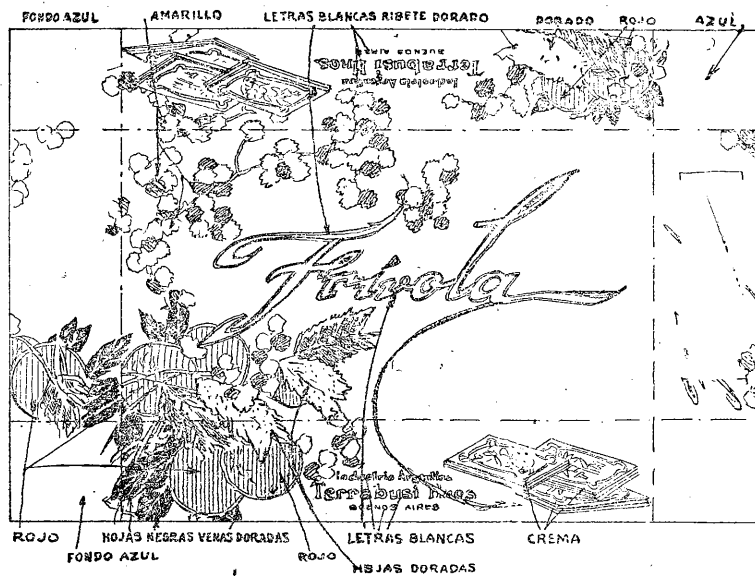 FONDO AZUL AMARILLO LETRAS BLANCAS RIBETE DORADO DORADO ROJO AZUL
BUENOS AIRES
Terrabusi Hnos
Industria Argentina
Frivola
Industria Argentina
Terrabusi Hnos
BUENOS AIRES
ROJO HOJAS NEGRAS VENAS DORADAS LETRAS BLANCAS CREMA
FONDO AZUL ROJO
HOJAS DORADAS